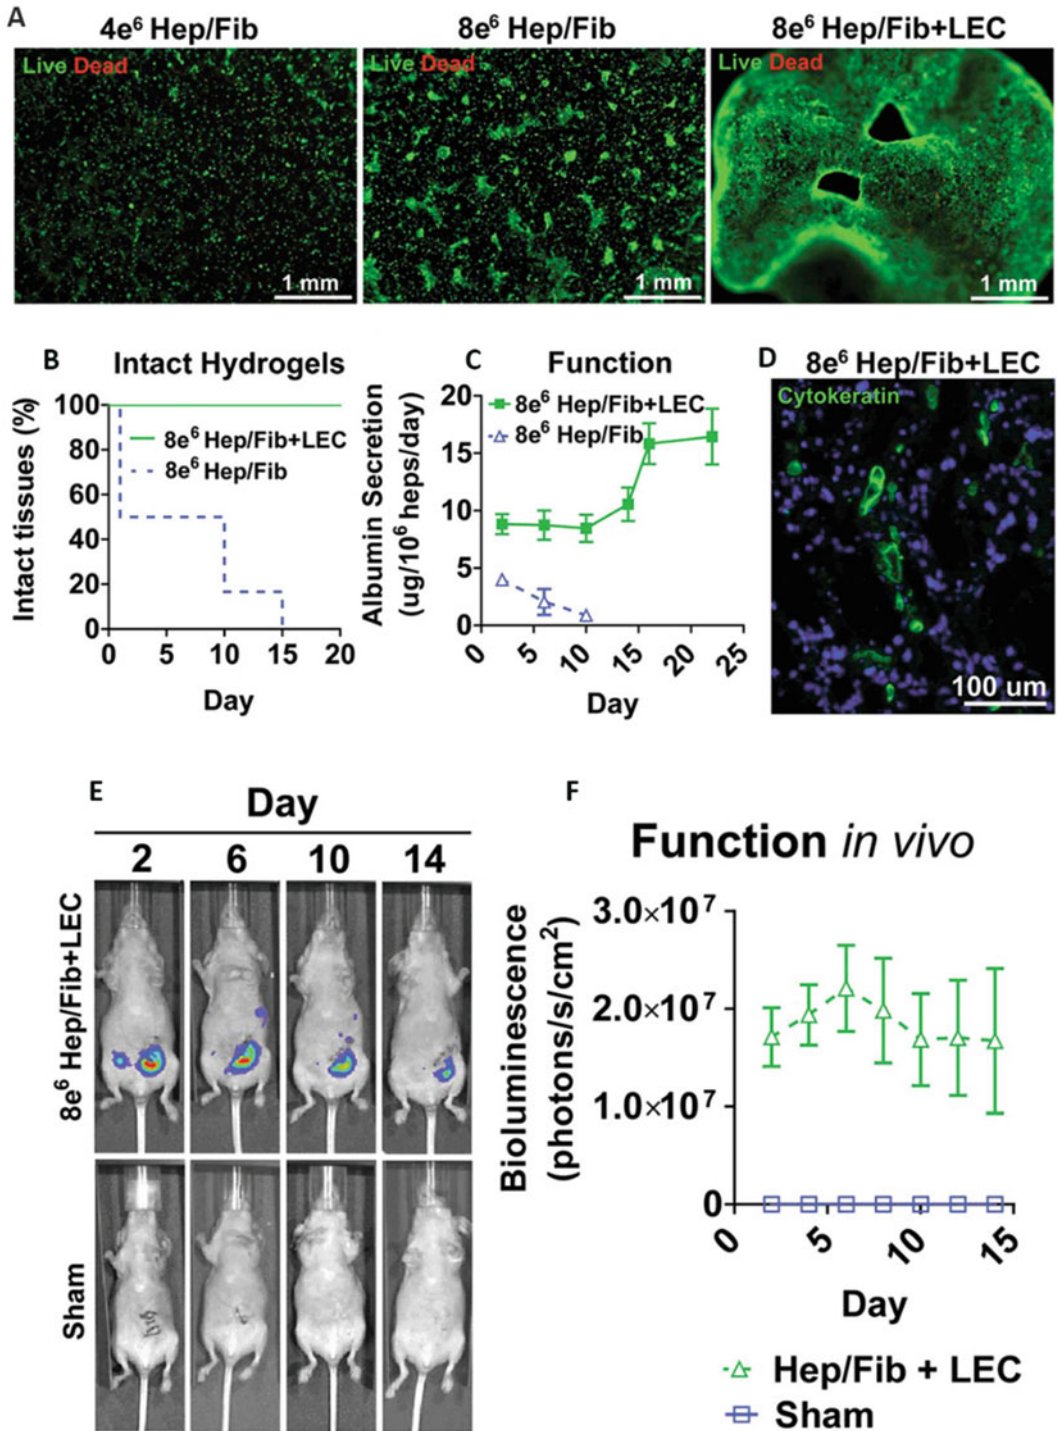 A
4e⁶ Hep/Fib
8e⁶ Hep/Fib
8e⁶ Hep/Fib+LEC
Live Dead
1 mm
Live Dead
1 mm
Live Dead
1 mm
B
Intact Hydrogels
Intact tissues (%)
100
80
60
40
20
0
8e⁶ Hep/Fib+LEC
8e⁶ Hep/Fib
0 5 10 15 20
Day
C
Function
Albumin Secretion
(ug/10⁶ heps/day)
20
15
10
5
0
8e⁶ Hep/Fib+LEC
8e⁶ Hep/Fib
0 5 10 15 20 25
Day
D
8e⁶ Hep/Fib+LEC
Cytokeratin
100 um
E
Day
2 6 10 14
8e⁶ Hep/Fib+LEC
Sham
F
Function in vivo
Bioluminescence
(photons/s/cm²)
3.0×10⁷
2.0×10⁷
1.0×10⁷
0
0 5 10 15
Day
Hep/Fib + LEC
Sham